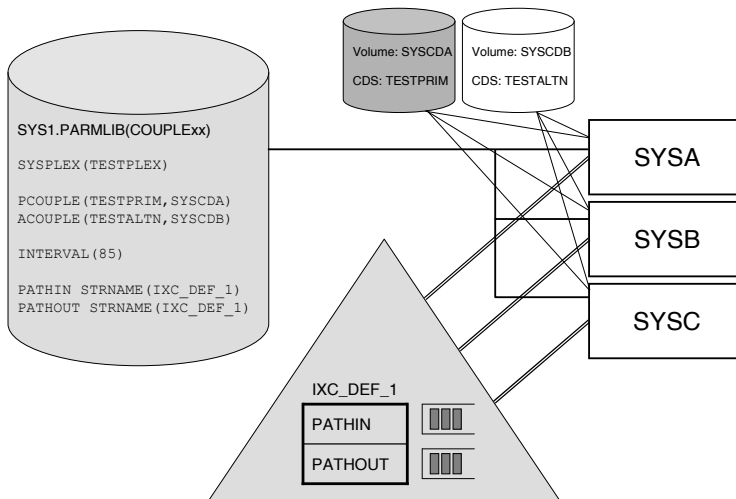 Volume: SYSCDA
CDS: TESTPRIM
Volume: SYSCDB
CDS: TESTALTN
SYS1.PARMLIB(COUPLExx)
SYSPLEX(TESTPLEX)
PCOUPLE(TESTPRIM,SYSCDA)
ACOUPLE(TESTALTN,SYSCDB)
INTERVAL(85)
PATHIN STRNAME(IXC_DEF_1)
PATHOUT STRNAME(IXC_DEF_1)
SYSA
SYSB
SYSC
IXC_DEF_1
PATHIN
PATHOUT